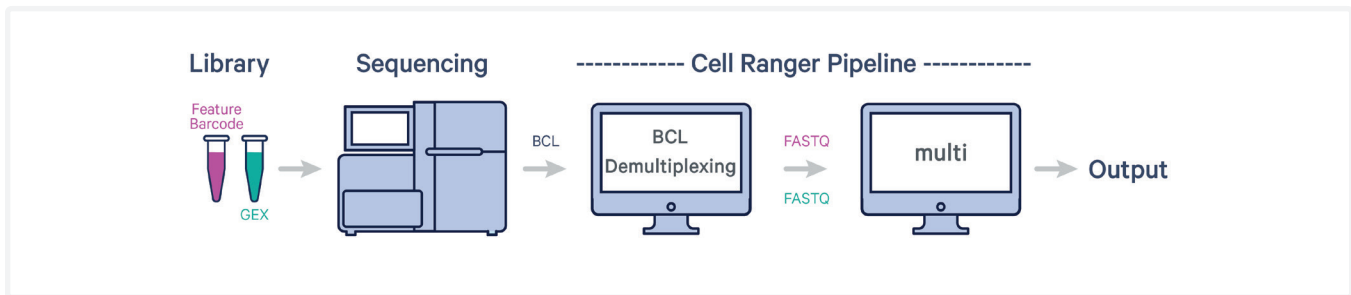 Library
Sequencing
------------ Cell Ranger Pipeline ------------
Feature
Barcode
GEX
BCL
BCL
Demultiplexing
FASTQ
FASTQ
multi
Output